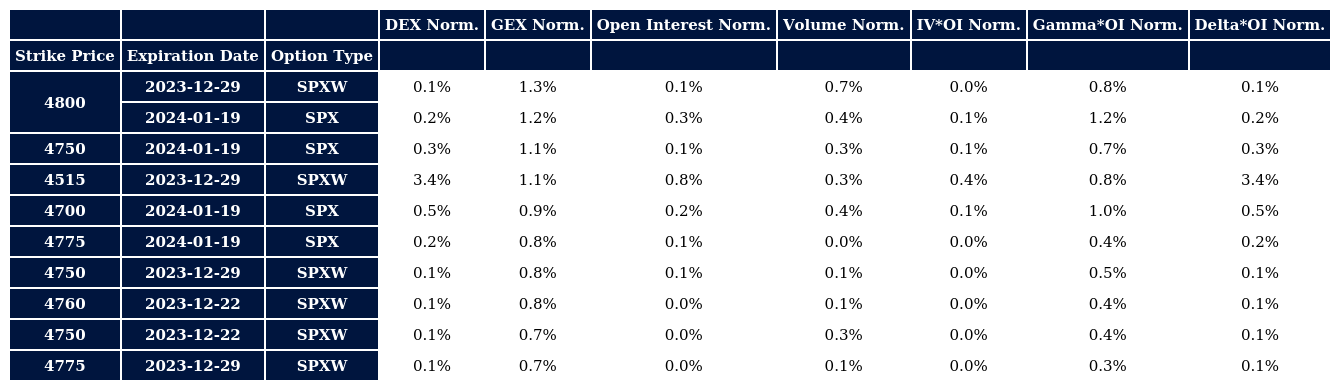 DEX Norm. GEX Norm. Open Interest Norm. Volume Norm. IV*OI Norm. Gamma*OI Norm. Delta*OI Norm.
Strike Price Expiration Date Option Type
4800 2023-12-29 SPXW 0.1% 1.3% 0.1% 0.7% 0.0% 0.8% 0.1%
2024-01-19 SPX 0.2% 1.2% 0.3% 0.4% 0.1% 1.2% 0.2%
4750 2024-01-19 SPX 0.3% 1.1% 0.1% 0.3% 0.1% 0.7% 0.3%
4515 2023-12-29 SPXW 3.4% 1.1% 0.8% 0.3% 0.4% 0.8% 3.4%
4700 2024-01-19 SPX 0.5% 0.9% 0.2% 0.4% 0.1% 1.0% 0.5%
4775 2024-01-19 SPX 0.2% 0.8% 0.1% 0.0% 0.0% 0.4% 0.2%
4750 2023-12-29 SPXW 0.1% 0.8% 0.1% 0.1% 0.0% 0.5% 0.1%
4760 2023-12-22 SPXW 0.1% 0.8% 0.0% 0.1% 0.0% 0.4% 0.1%
4750 2023-12-22 SPXW 0.1% 0.7% 0.0% 0.3% 0.0% 0.4% 0.1%
4775 2023-12-29 SPXW 0.1% 0.7% 0.0% 0.1% 0.0% 0.3% 0.1%